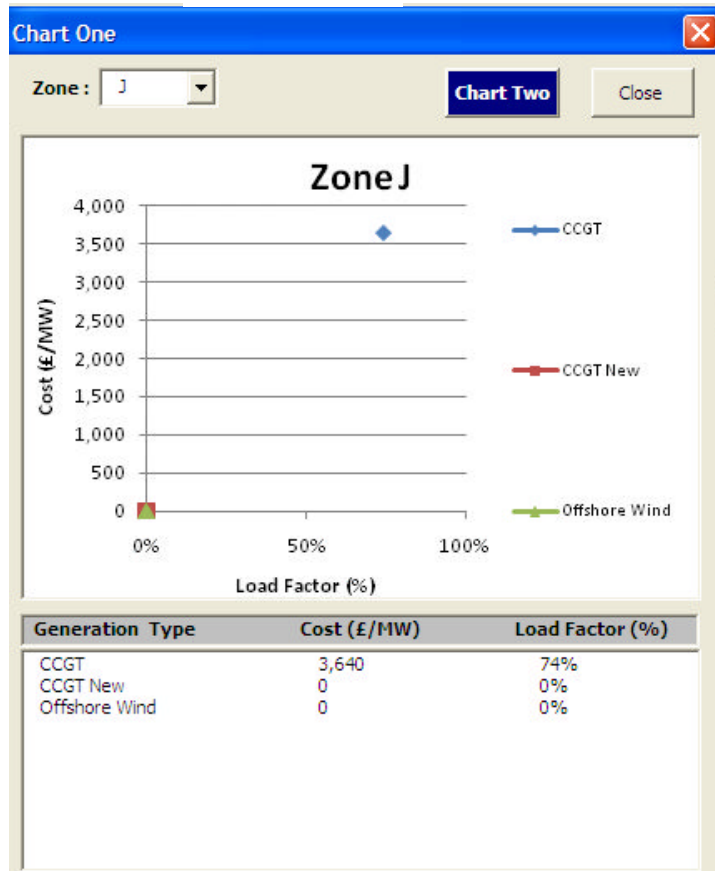 Chart One
Zone : J
Chart Two
Close
Zone J
4,000
3,500
3,000
2,500
2,000
1,500
1,000
500
0
Cost (£/MW)
0% 50% 100%
Load Factor (%)
CCGT
CCGT New
Offshore Wind
Generation Type Cost (£/MW) Load Factor (%)
CCGT 3,640 74%
CCGT New 0 0%
Offshore Wind 0 0%